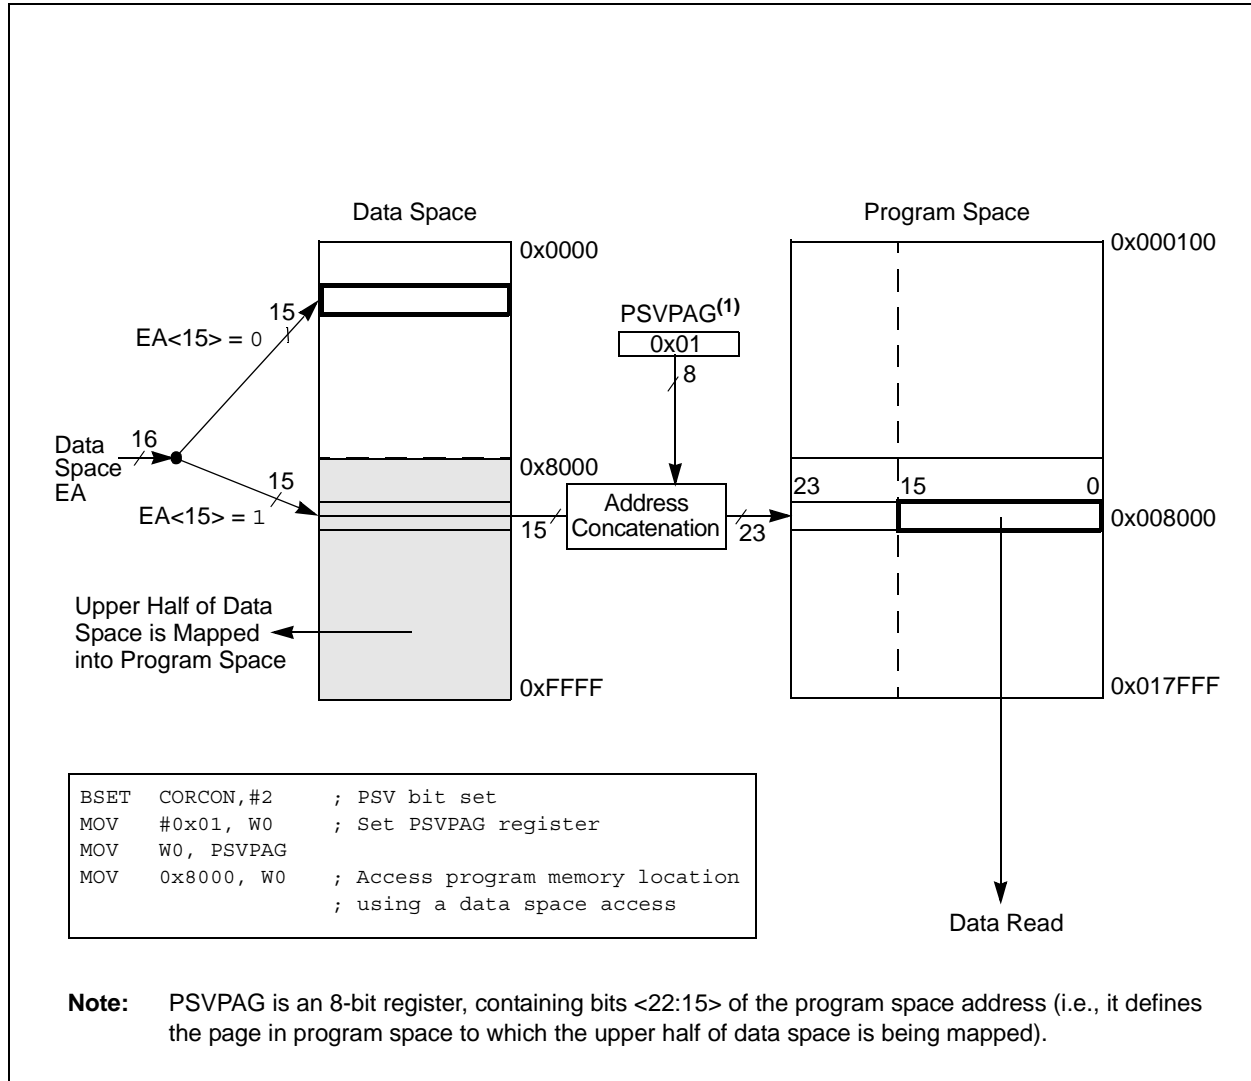 Data Space
Program Space
0x0000
0x000100
15
EA<15> = 0
PSVPAG(1)
0x01
8
16
Data
Space
EA
15
EA<15> = 1
0x8000
15
Address
Concatenation
23
23 15 0
0x008000
Upper Half of Data
Space is Mapped
into Program Space
0xFFFF
0x017FFF
BSET CORCON,#2 ; PSV bit set
MOV #0x01, W0 ; Set PSVPAG register
MOV W0, PSVPAG
MOV 0x8000, W0 ; Access program memory location
; using a data space access
Data Read
Note: PSVPAG is an 8-bit register, containing bits <22:15> of the program space address (i.e., it defines
the page in program space to which the upper half of data space is being mapped).